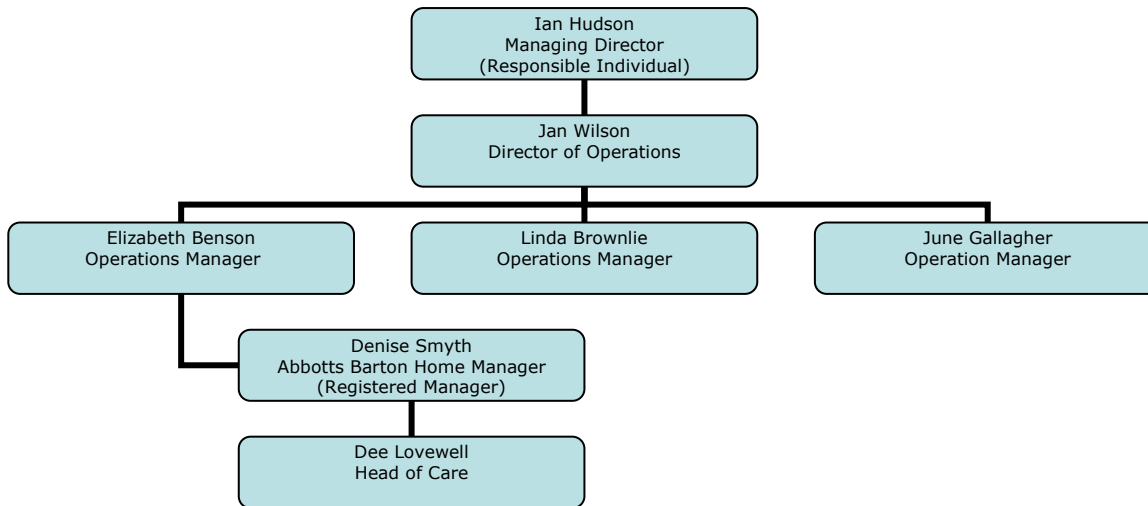 Ian Hudson
Managing Director
(Responsible Individual)
Jan Wilson
Director of Operations
Elizabeth Benson
Operations Manager
Linda Brownlie
Operations Manager
June Gallagher
Operation Manager
Denise Smyth
Abbotts Barton Home Manager
(Registered Manager)
Dee Lovewell
Head of Care